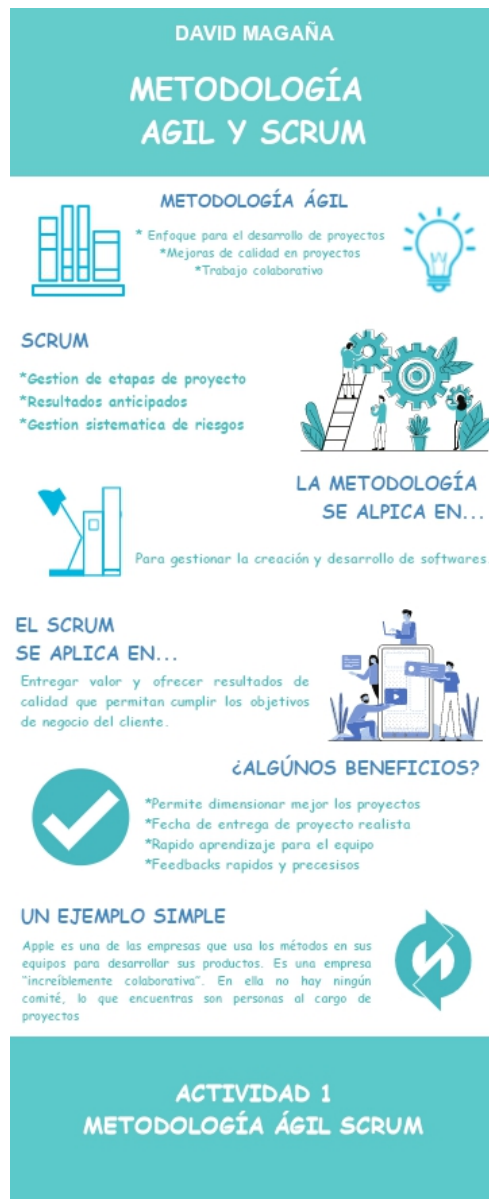 DAVID MAGAÑA
METODOLOGÍA
AGIL Y SCRUM
METODOLOGÍA ÁGIL
* Enfoque para el desarrollo de proyectos
*Mejoras de calidad en proyectos
*Trabajo colaborativo
SCRUM
*Gestion de etapas de proyecto
*Resultados anticipados
*Gestion sistematica de riesgos
LA METODOLOGÍA
SE ALPICA EN...
Para gestionar la creación y desarrollo de softwares
EL SCRUM
SE APLICA EN...
Entregar valor y ofrecer resultados de
calidad que permitan cumplir los objetivos
de negocio del cliente.
¿ALGÚNOS BENEFICIOS?
*Permite dimensionar mejor los proyectos
*Fecha de entrega de proyecto realista
*Rapido aprendizaje para el equipo
*Feedbacks rapidos y precesisos
UN EJEMPLO SIMPLE
Apple es una de las empresas que usa los métodos en sus
equipos para desarrollar sus productos. Es una empresa
"increíblemente colaborativa". En ella no hay ningún
comité, lo que encuentras son personas al cargo de
proyectos
ACTIVIDAD 1
METODOLOGÍA ÁGIL SCRUM